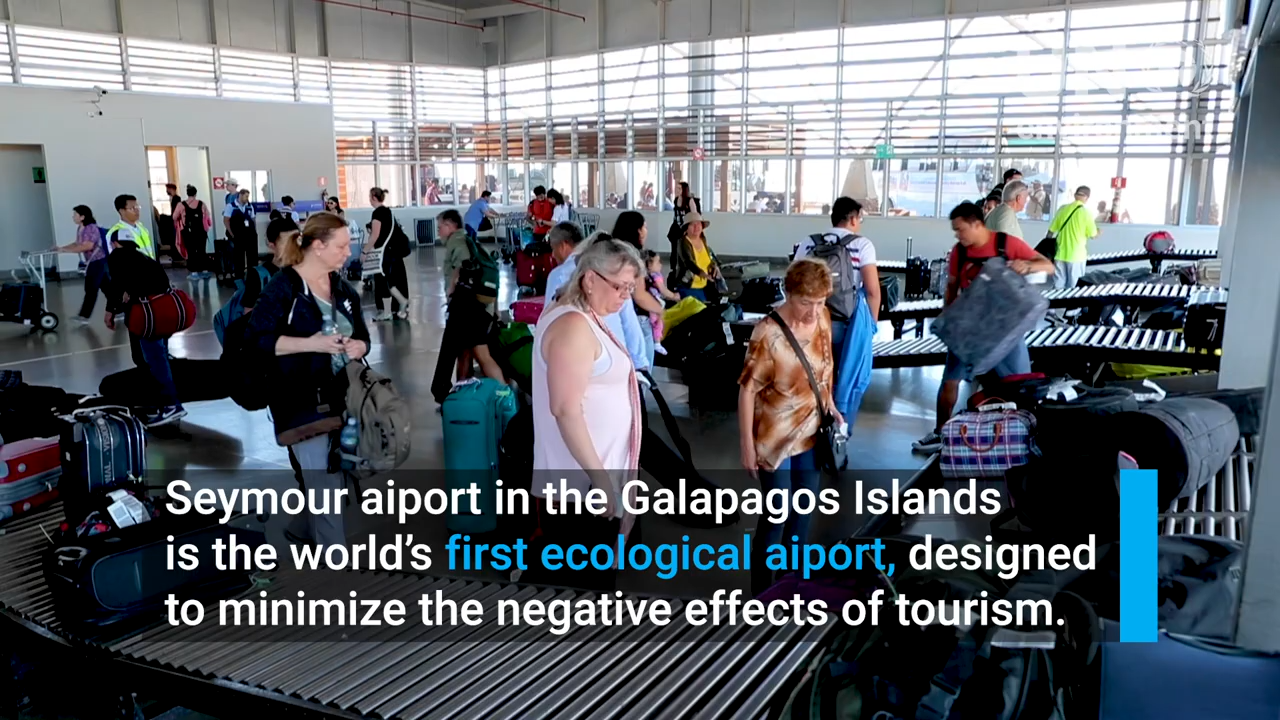 Seymour aiport in the Galapagos Islands
is the world's first ecological aiport, designed
to minimize the negative effects of tourism.